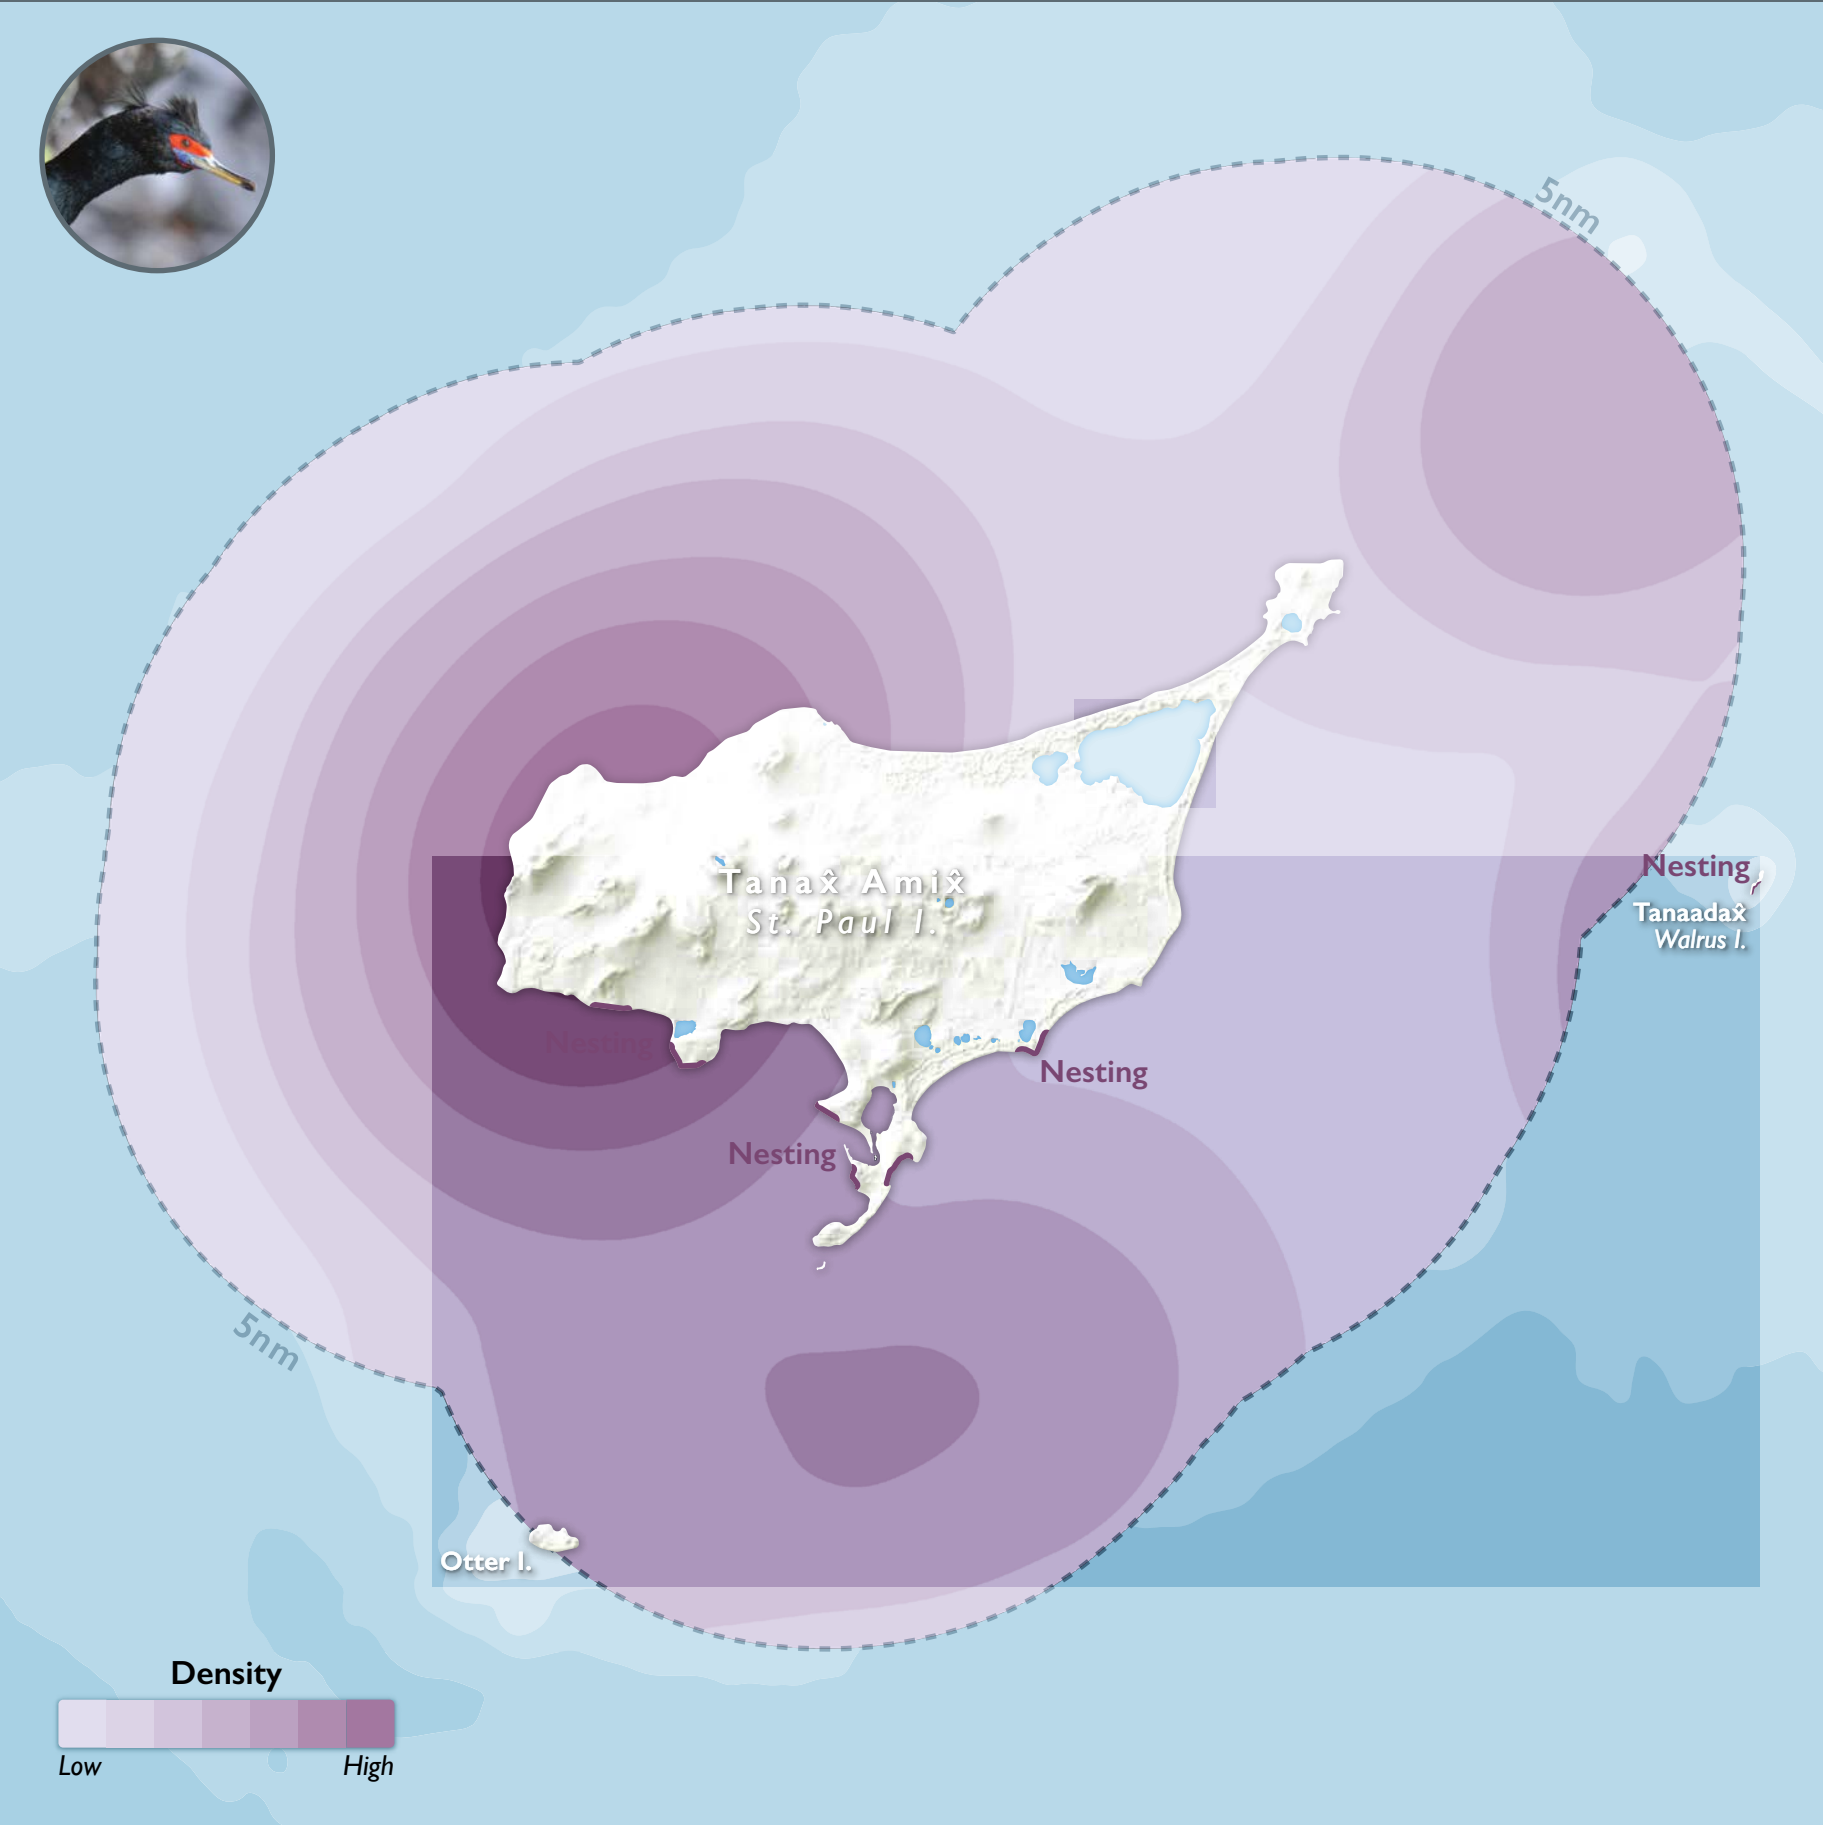 5nm
Tanax̂ Amix̂
St. Paul I.
Nesting
Tanaadax̂
Walrus I.
Nesting
Nesting
Nesting
5nm
Otter I.
Density
Low
High